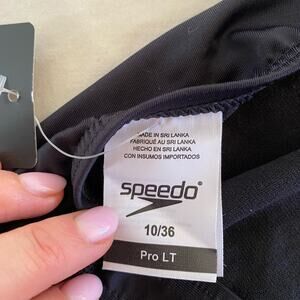 MADE IN SRI LANKA
FABRIQUÉ AU SRI LANKA
HECHO EN SRI LANKA
CON INSUMOS IMPORTADOS
speedo®
10/36
Pro LT